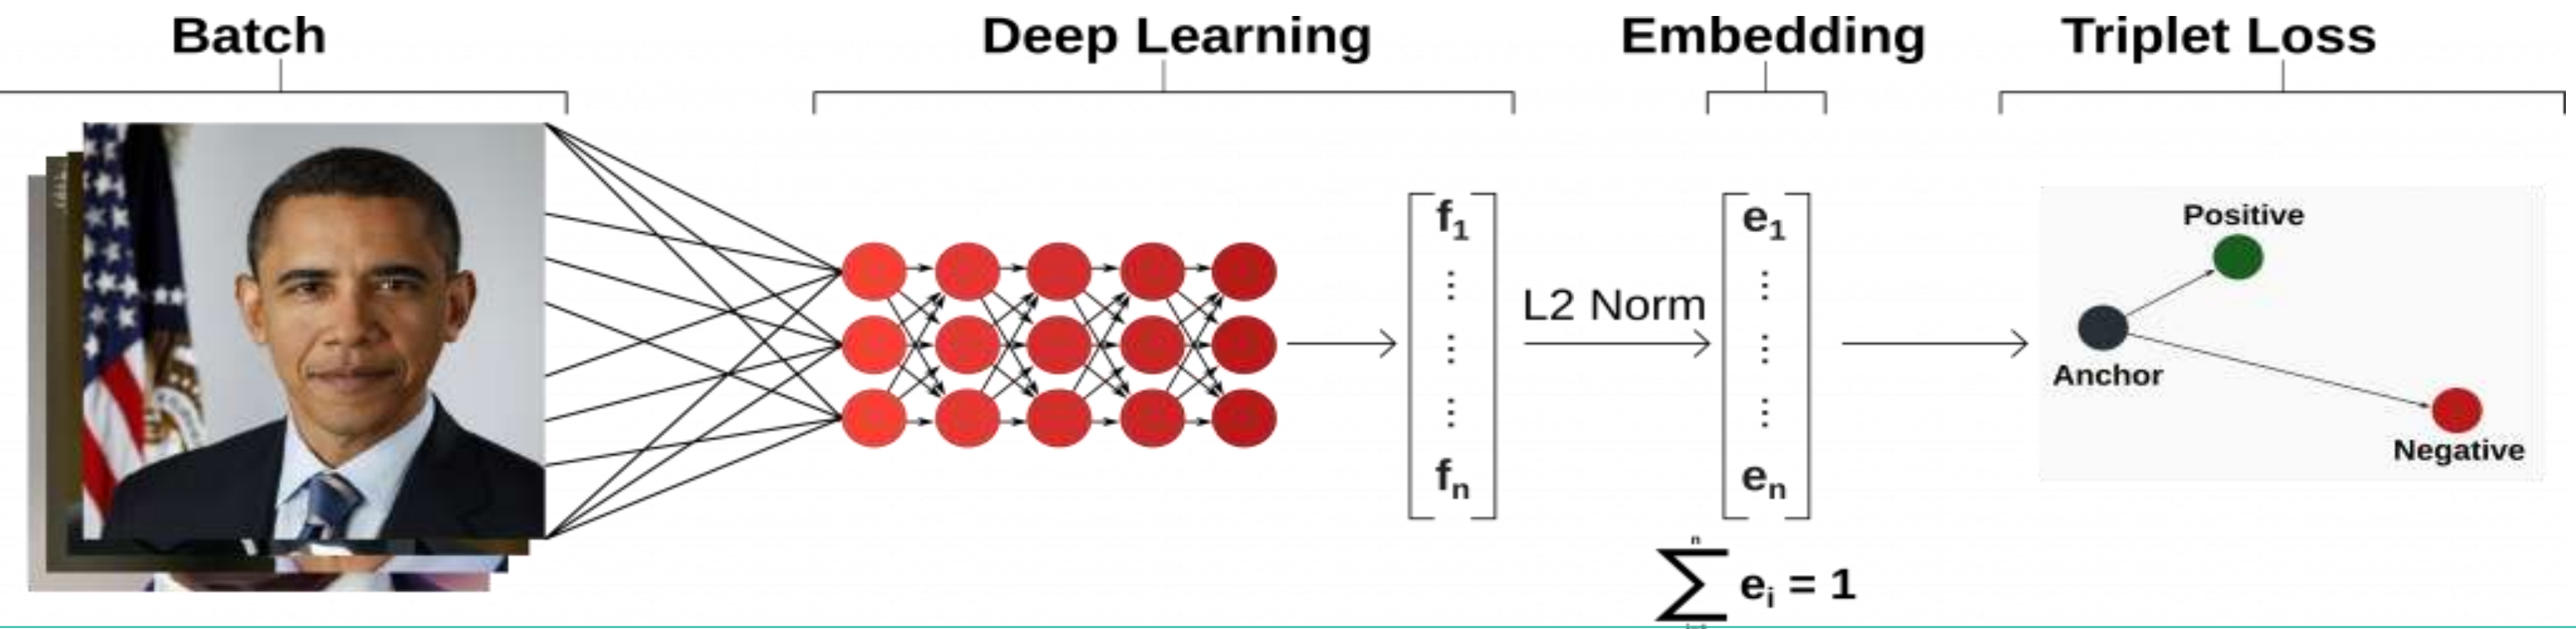 Batch
Deep Learning
Embedding
Triplet Loss
f1
⋮
⋮
⋮
fn
L2 Norm
e1
⋮
⋮
⋮
en
n
∑ ei = 1
Positive
Anchor
Negative